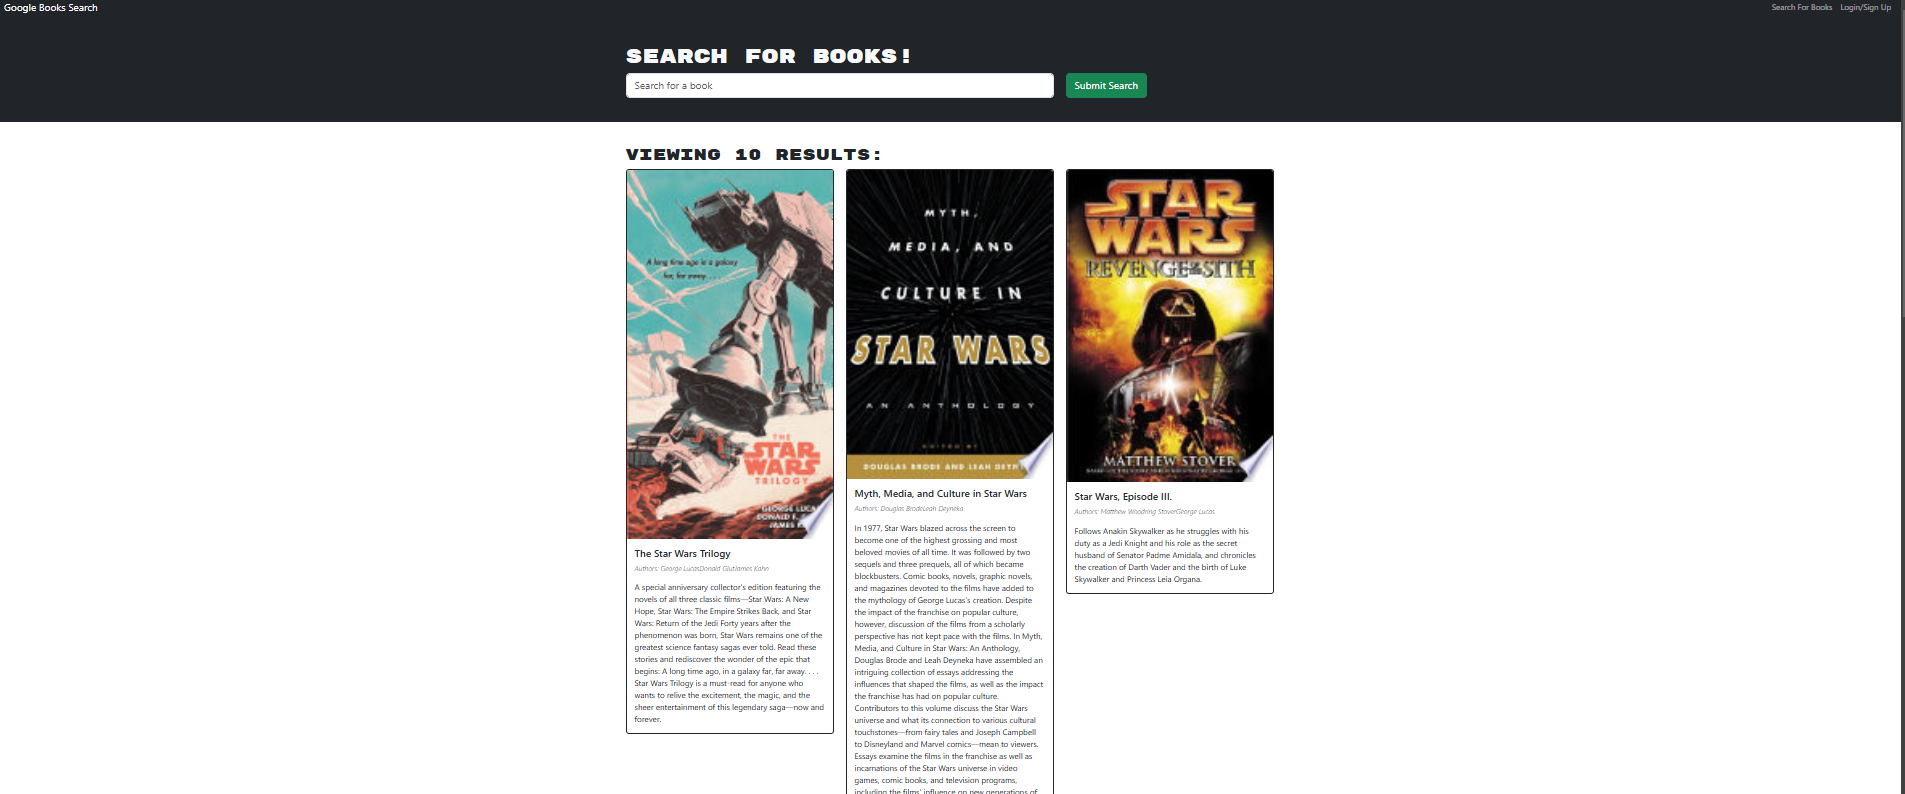 Google Books Search
Search For Books
Login/Sign Up
SEARCH FOR BOOKS!
Search for a book
Submit Search
VIEWING 10 RESULTS:
A long time ago in a galaxy
far, far away. . . .
THE
STAR
WARS
TRILOGY
GEORGE LUCA
DONALD F.
JAMES K
The Star Wars Trilogy
Authors: George LucasDonald GlutJames Kahn
A special anniversary collector's edition featuring the
novels of all three classic films—Star Wars: A New
Hope, Star Wars: The Empire Strikes Back, and Star
Wars: Return of the Jedi Forty years after the
phenomenon was born, Star Wars remains one of the
greatest science fantasy sagas ever told. Read these
stories and rediscover the wonder of the epic that
begins: A long time ago, in a galaxy far, far away. . . .
Star Wars Trilogy is a must-read for anyone who
wants to relive the excitement, the magic, and the
sheer entertainment of this legendary saga—now and
forever.
MYTH,
MEDIA, AND
CULTURE IN
STAR WARS
AN ANTHOLOGY
EDITED BY
DOUGLAS BRODE AND LEAH DEYN
Myth, Media, and Culture in Star Wars
Authors: Douglas BrodeLeah Deyneka
In 1977, Star Wars blazed across the screen to
become one of the highest grossing and most
beloved movies of all time. It was followed by two
sequels and three prequels, all of which became
blockbusters. Comic books, novels, graphic novels,
and magazines devoted to the films have added to
the mythology of George Lucas's creation. Despite
the impact of the franchise on popular culture,
however, discussion of the films from a scholarly
perspective has not kept pace with the films. In Myth,
Media, and Culture in Star Wars: An Anthology,
Douglas Brode and Leah Deyneka have assembled an
intriguing collection of essays addressing the
influences that shaped the films, as well as the impact
the franchise has had on popular culture.
Contributors to this volume discuss the Star Wars
universe and what its connection to various cultural
touchstones—from fairy tales and Joseph Campbell
to Disneyland and Marvel comics—mean to viewers.
Essays examine the films in the franchise as well as
incarnations of the Star Wars universe in video
games, comic books, and television programs,
including the films' influence on new generations of
STAR
WARS
REVENGE OF THE SITH
MATTHEW STOVER
Star Wars, Episode III.
Authors: Matthew Woodring StoverGeorge Lucas
Follows Anakin Skywalker as he struggles with his
duty as a Jedi Knight and his role as the secret
husband of Senator Padme Amidala, and chronicles
the creation of Darth Vader and the birth of Luke
Skywalker and Princess Leia Organa.